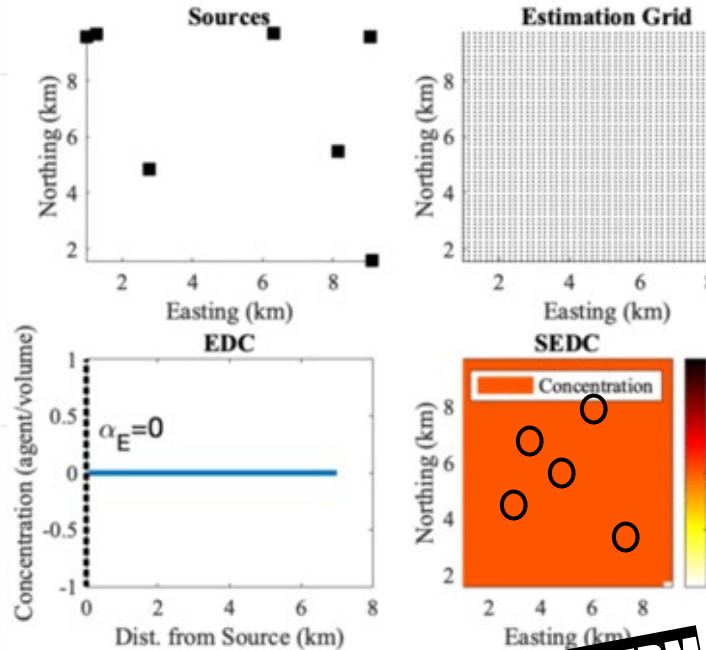 Sources
8
6
4
2
Northing (km)
2 4 6 8
Easting (km)
Estimation Grid
8
6
4
2
Northing (km)
2 4 6
Easting (km)
EDC
1
0.5
0
-0.5
-1
Concentration (agent/volume)
αE=0
0 2 4 6 8
Dist. from Source (km)
SEDC
Concentration
8
6
4
2
Northing (km)
2 4 6 8
Easting (km)